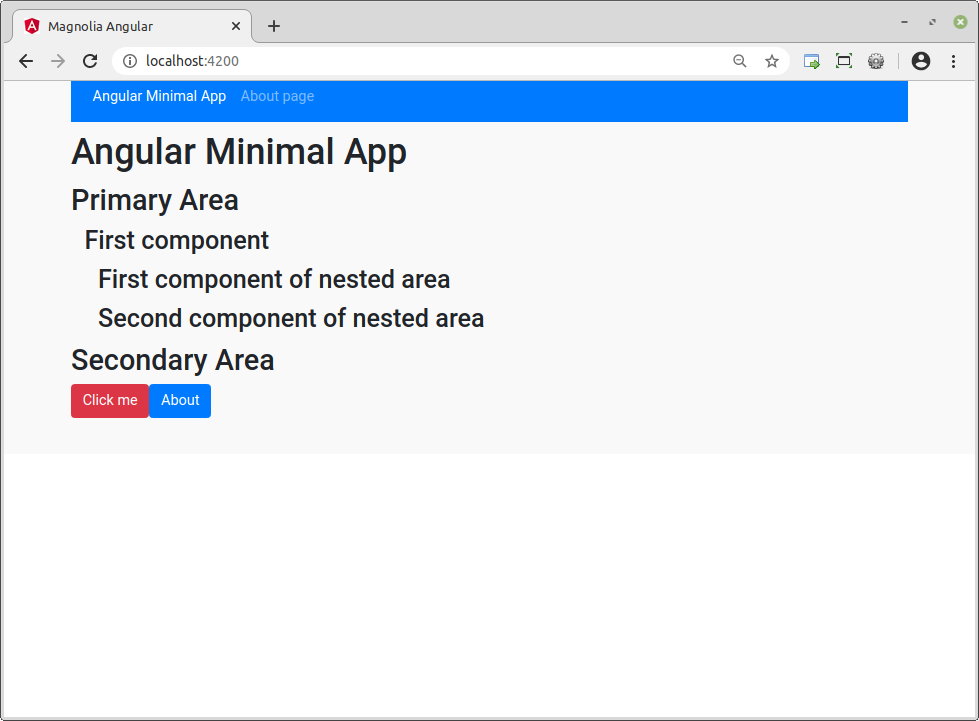 Magnolia Angular
localhost:4200
Angular Minimal App About page
Angular Minimal App
Primary Area
First component
First component of nested area
Second component of nested area
Secondary Area
Click me About